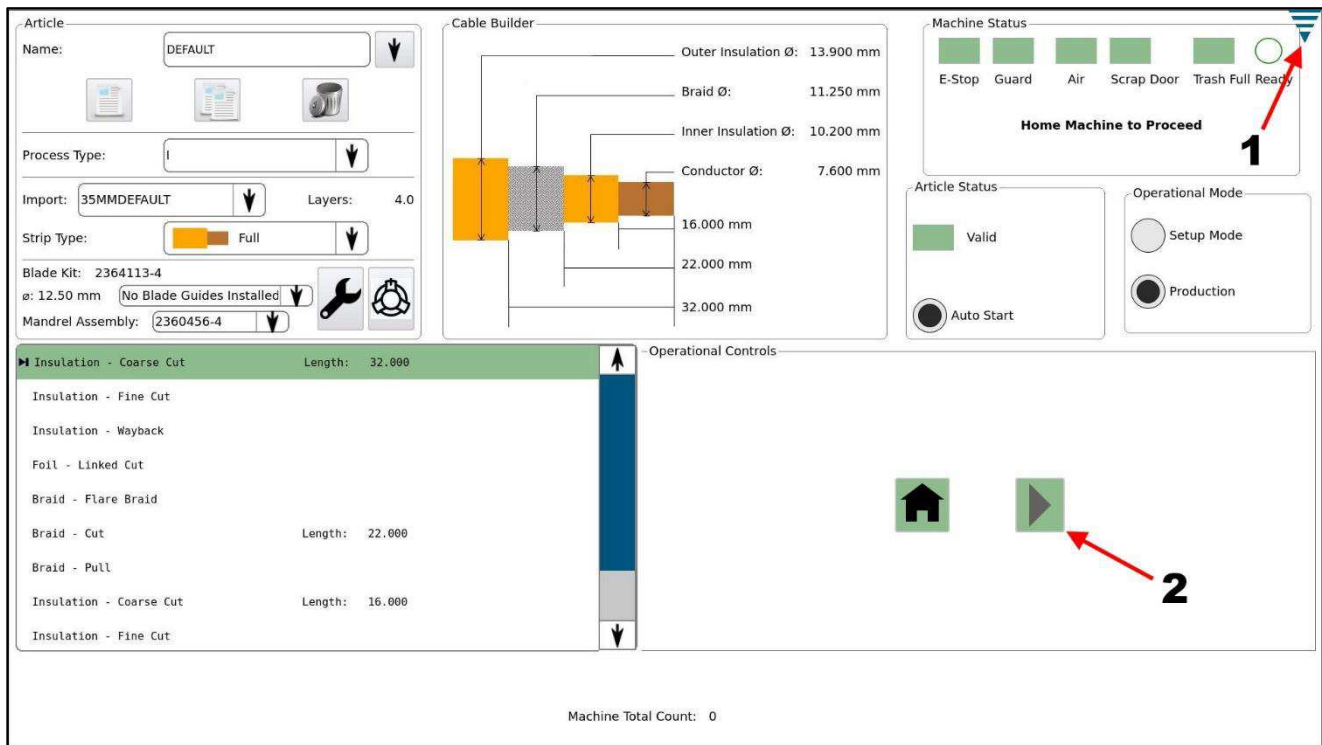 Article
Name:
DEFAULT
Process Type:
I
Import:
35MMDEFAULT
Layers:
4.0
Strip Type:
Full
Blade Kit: 2364113-4
ø: 12.50 mm
No Blade Guides Installed
Mandrel Assembly:
2360456-4
Cable Builder
Outer Insulation Ø: 13.900 mm
Braid Ø: 11.250 mm
Inner Insulation Ø: 10.200 mm
Conductor Ø: 7.600 mm
16.000 mm
22.000 mm
32.000 mm
Machine Status
E-Stop Guard Air Scrap Door Trash Full Ready
1
Home Machine to Proceed
Article Status
Valid
Auto Start
Operational Mode
Setup Mode
Production
Insulation - Coarse Cut Length: 32.000
Insulation - Fine Cut
Insulation - Wayback
Foil - Linked Cut
Braid - Flare Braid
Braid - Cut Length: 22.000
Braid - Pull
Insulation - Coarse Cut Length: 16.000
Insulation - Fine Cut
Operational Controls
2
Machine Total Count: 0